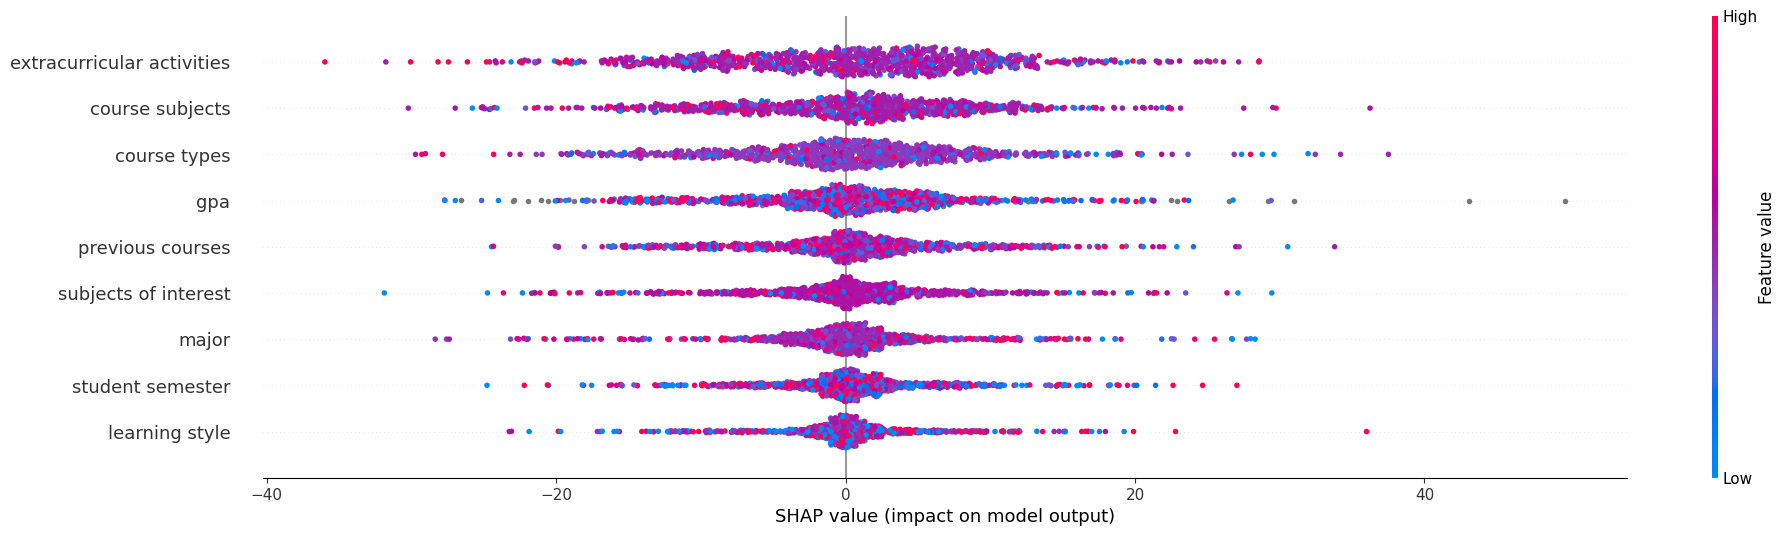 High
extracurricular activities
course subjects
course types
gpa
previous courses
subjects of interest
major
student semester
learning style
Feature value
Low
−40
−20
0
20
40
SHAP value (impact on model output)